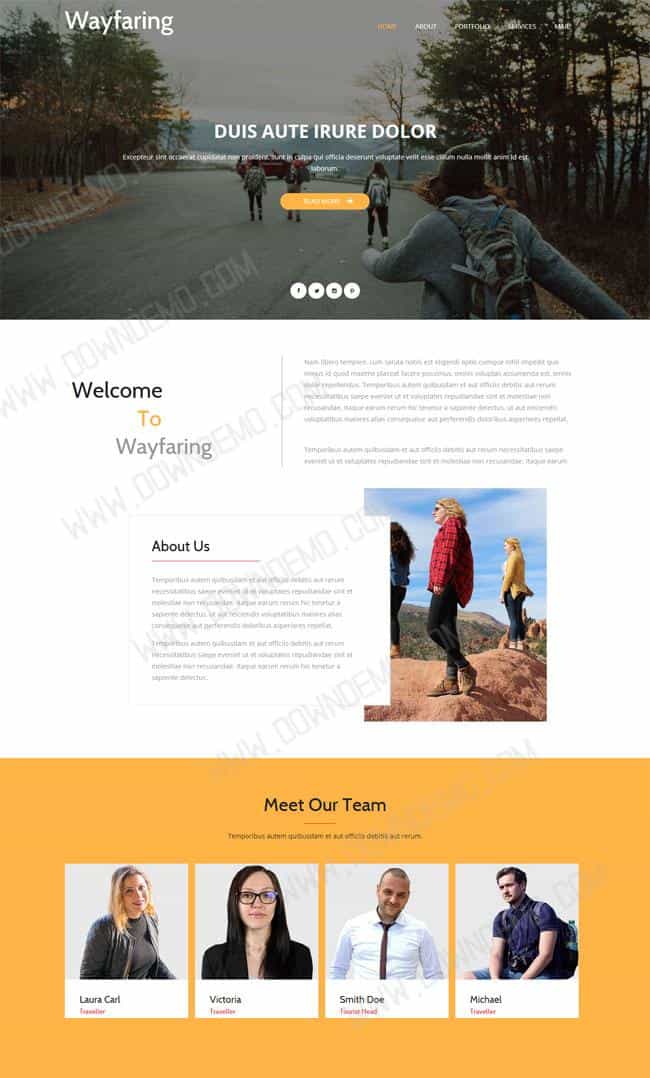 Wayfaring
HOME ABOUT PORTFOLIO SERVICES MAIL
DUIS AUTE IRURE DOLOR
Excepteur sint occaerat cupidatat non proident, sunt in culpa qui officia deserunt voluptate velit esse cillum nulla mollit anim id est
laborum.
READ MORE
Welcome
To
Wayfaring
Nam libero tempore, cum soluta nobis est eligendi optio cumque nihil impedit quo
minus id quod maxime placeat facere possimus, omnis voluptas assumenda est, omnis
dolor repellendus. Temporibus autem quibusdam et aut officiis debitis aut rerum
necessitatibus saepe eveniet ut et voluptates repudiandae sint et molestiae non
recusandae. Itaque earum rerum hic tenetur a sapiente delectus, ut aut reiciendis
voluptatibus maiores alias consequatur aut perferendis doloribus asperiores repellat.
Temporibus autem quibusdam et aut officiis debitis aut rerum necessitatibus saepe
eveniet ut et voluptates repudiandae sint et molestiae non recusandae. Itaque earum
About Us
Temporibus autem quibusdam et aut officiis debitis aut rerum
necessitatibus saepe eveniet ut et voluptates repudiandae sint et
molestiae non recusandae. Itaque earum rerum hic tenetur a
sapiente delectus, ut aut reiciendis voluptatibus maiores alias
consequatur aut perferendis doloribus asperiores repellat.
Temporibus autem quibusdam et aut officiis debitis aut rerum
necessitatibus saepe eveniet ut et voluptates repudiandae sint et
molestiae non recusandae. Itaque earum rerum hic tenetur a
sapiente delectus.
Meet Our Team
Temporibus autem quibusdam et aut officiis debitis aut rerum.
Laura Carl Victoria Smith Doe Michael
Traveller Traveller Tourist Head Traveller
WWW.DOWNDEMO.COM